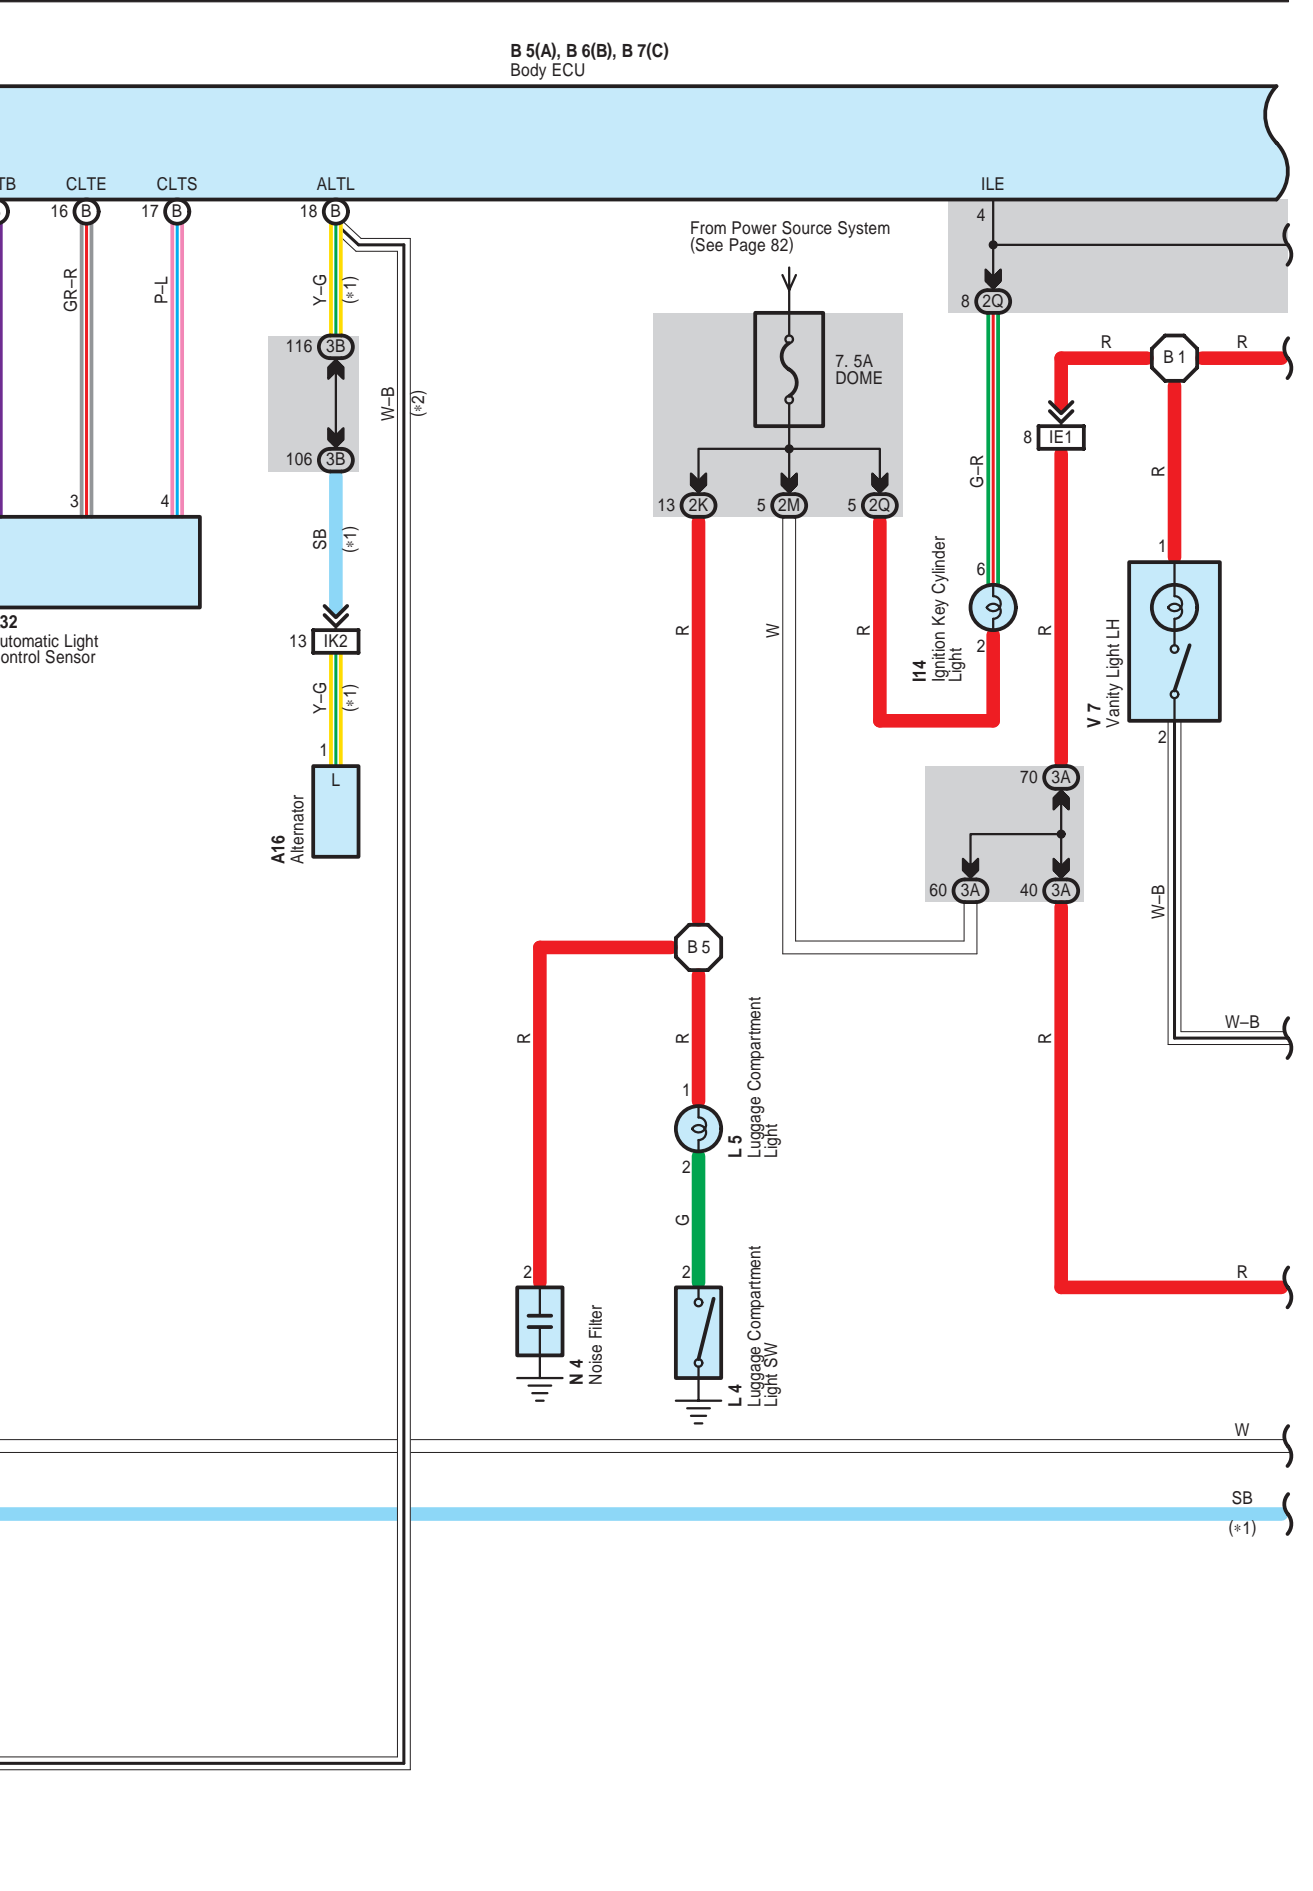 B 5(A), B 6(B), B 7(C)
Body ECU
TB
CLTE
CLTS
ALTL
ILE
16 B
17 B
18 B
4
From Power Source System
(See Page 82)
GR–R
P–L
Y–G
(∗1)
8 2Q
116 3B
7. 5A
DOME
R
B 1
R
W–B
(∗2)
8 IE1
106 3B
G–R
R
3
4
13 2K
5 2M
5 2Q
SB
(∗1)
1
6
I14
Ignition Key Cylinder
Light
32
utomatic Light
ontrol Sensor
13 IK2
R
W
R
2
R
V 7
Vanity Light LH
Y–G
(∗1)
2
1
L
A16
Alternator
70 3A
60 3A
40 3A
W–B
B 5
R
R
R
W–B
1
L 5
Luggage Compartment
Light
2
G
2
N 4
Noise Filter
2
L 4
Luggage Compartment
Light SW
R
W
SB
(∗1)